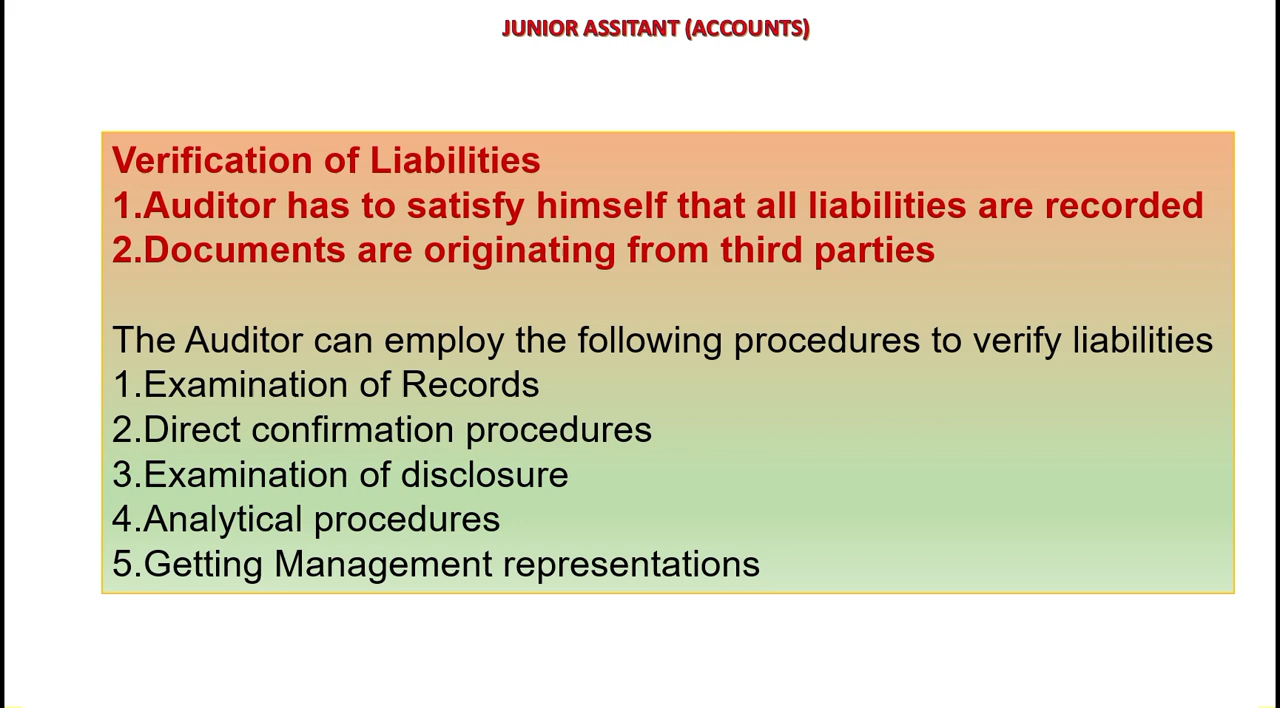 JUNIOR ASSITANT (ACCOUNTS)
Verification of Liabilities
1.Auditor has to satisfy himself that all liabilities are recorded
2.Documents are originating from third parties
The Auditor can employ the following procedures to verify liabilities
1.Examination of Records
2.Direct confirmation procedures
3.Examination of disclosure
4.Analytical procedures
5.Getting Management representations